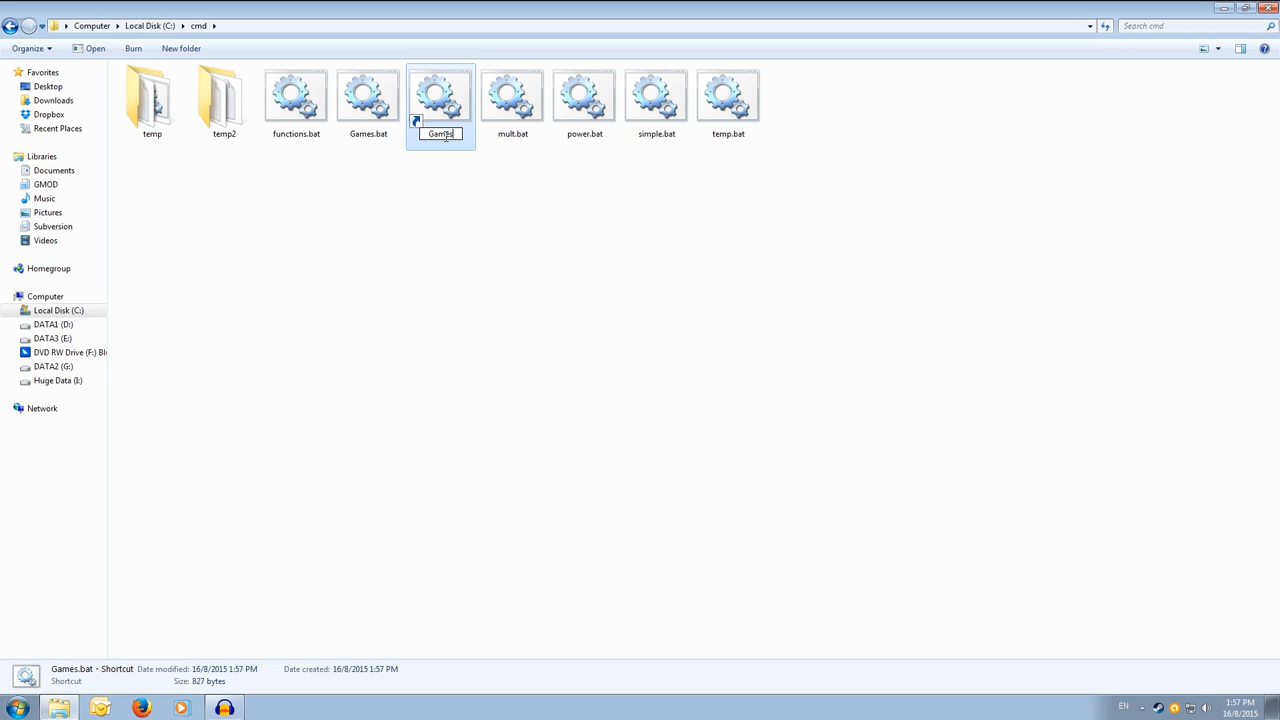 Computer Local Disk (C:) cmd
Search cmd
Organize Open Burn New folder
Favorites
Desktop
Downloads
Dropbox
Recent Places
Libraries
Documents
GMOD
Music
Pictures
Subversion
Videos
Homegroup
Computer
Local Disk (C:)
DATA1 (D:)
DATA3 (E:)
DVD RW Drive (F:) Bl
DATA2 (G:)
Huge Data (I:)
Network
temp temp2 functions.bat Games.bat Games mult.bat power.bat simple.bat temp.bat
Games.bat - Shortcut Date modified: 16/8/2015 1:57 PM Date created: 16/8/2015 1:57 PM
Shortcut Size: 827 bytes
EN 1:57 PM
16/8/2015